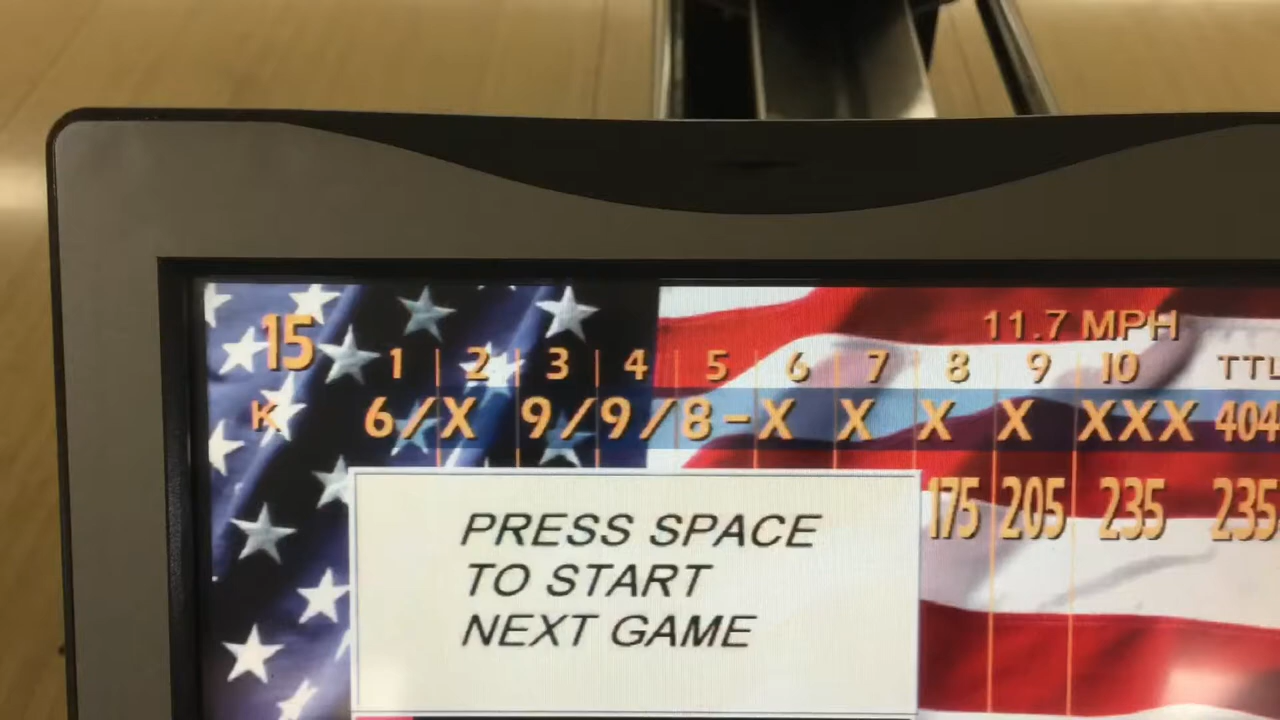 11.7 MPH
15 1 2 3 4 5 6 7 8 9 10 TTL
K 6/ X 9/ 9/ 8- X X X X XXX 404
175 205 235 235
PRESS SPACE
TO START
NEXT GAME